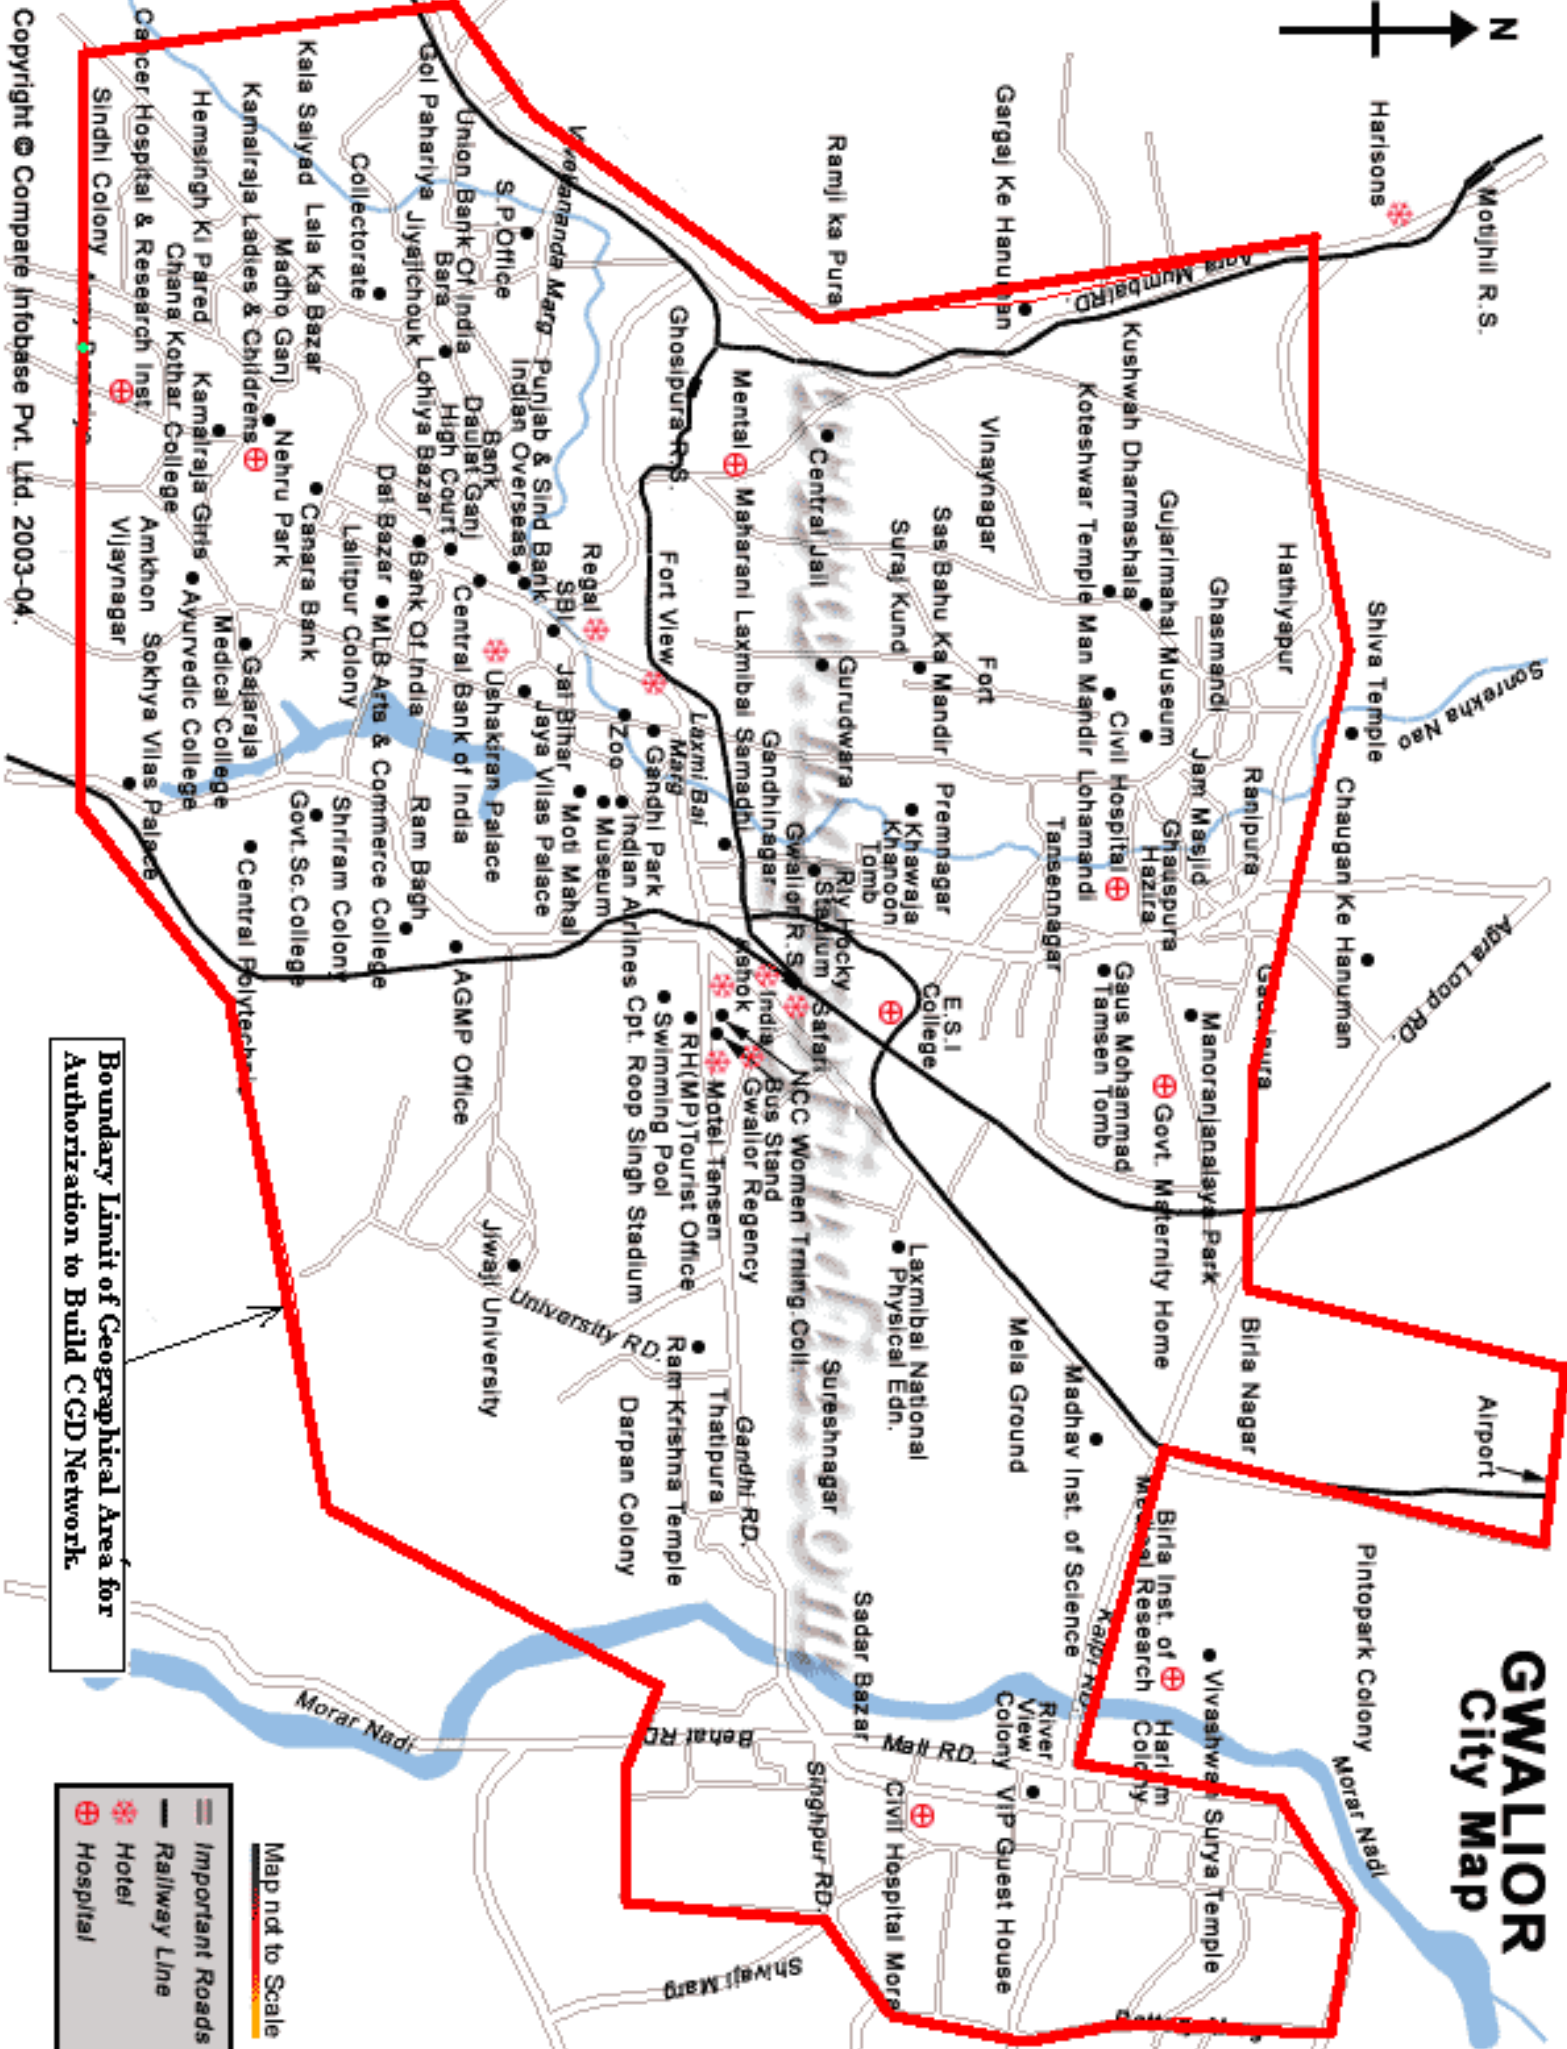 GWALIOR
City Map
N
Harisons
Motijhil R.S.
Gargaj Ke Hanuman
Ramji ka Pura
Agra Mumbai RD.
Shiva Temple
Sonrekha Nao
Chaugan Ke Hanuman
Agra Loop RD.
Airport
Pintopark Colony
Morar Nadi
Hathiyapur
Ghasmandi
Gujarimahal Museum
Kushwah Dharmashala
Koteshwar Temple Man Mandir Lohamandi
Vinaynagar
Fort
Sas Bahu Ka Mandir
Suraj Kund
Central Jail
Gurudwara
Mental
Maharani Laxmibai Samadhi
Ranipura
Jam Masjid
Ghauspura
Hazira
Civil Hospital
Tansennagar
Premnagar
Khawaja
Khanoon
Tomb
Gandhinagar
Gwalior R.S.
Rly Hocky
Stadium
E.S.I
College
Gadaipura
Manoranjanalaya Park
Govt. Maternity Home
Gaus Mohammad
Tamsen Tomb
Birla Nagar
Laxmibai National
Physical Edn.
Mela Ground
Madhav Inst. of Science
Birla Inst. of
Medical Research
Harijm
Colony
Vivashwan Surya Temple
Kalpi RD.
River
View
Colony
VIP Guest House
Sadar Bazar
Mall RD.
Civil Hospital Morar
Singhpur RD.
Behat RD
Shivaji Marg
Sureshnagar
Gandhi RD.
Thatipura
Ram Krishna Temple
Darpan Colony
University RD.
Jiwaji University
Safari
India
Ashok
NCC Women Trning. Coll.
Bus Stand
Gwalior Regency
Motel Tansen
RH(MP)Tourist Office
Swimming Pool
Cpt. Roop Singh Stadium
AGMP Office
Ghosipura R.S.
Fort View
Laxmi Bai
Marg
Regal
SBI
Gandhi Park
Zoo
Indian Airlines
Museum
Moti Mahal
Jai Bihar
Jaya Vilas Palace
Ushakiran Palace
Vivekananda Marg
S.P.Office
Punjab & Sind Bank
Indian Overseas
Bank
Union Bank Of India
Bara
Daulat Ganj
High Court
Central Bank of India
Gol Pahariya
Jiyajichouk
Lohiya Bazar
Bank Of India
Ram Bagh
Collectorate
Dal Bazar
MLB Arts & Commerce College
Lalitpur Colony
Shriram Colony
Kala Saiyad
Lala Ka Bazar
Canara Bank
Govt.Sc.College
Madho Ganj
Nehru Park
Kamalraja Ladies & Childrens
Gajaraja
Medical College
Central Polytechnic
Hemsingh Ki Pared
Kamalraja Girls
Ayurvedic College
Chana Kothar College
Cancer Hospital & Research Inst.
Amkhon
Sokhya Vilas Palace
Vijaynagar
Sindhi Colony
Morar Nadi
Boundary Limit of Geographical Area for
Authorization to Build CGD Network.
Map not to Scale
Important Roads
Railway Line
Hotel
Hospital
Copyright © Compare Infobase Pvt. Ltd. 2003-04.